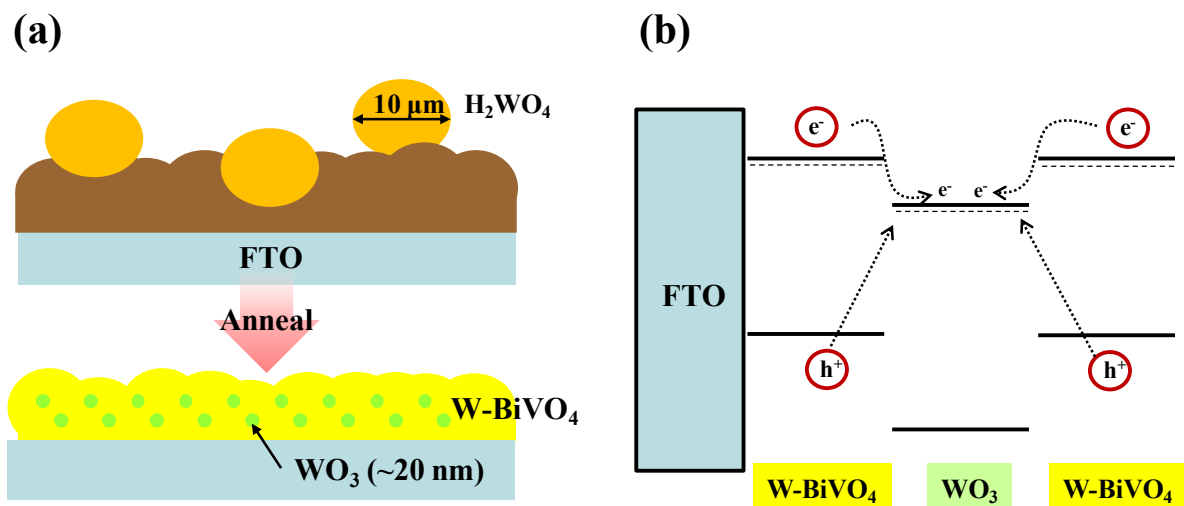 (a)
10 μm
H₂WO₄
FTO
Anneal
W-BiVO₄
WO₃ (~20 nm)
(b)
e⁻
e⁻
e⁻
e⁻
FTO
h⁺
h⁺
W-BiVO₄
WO₃
W-BiVO₄